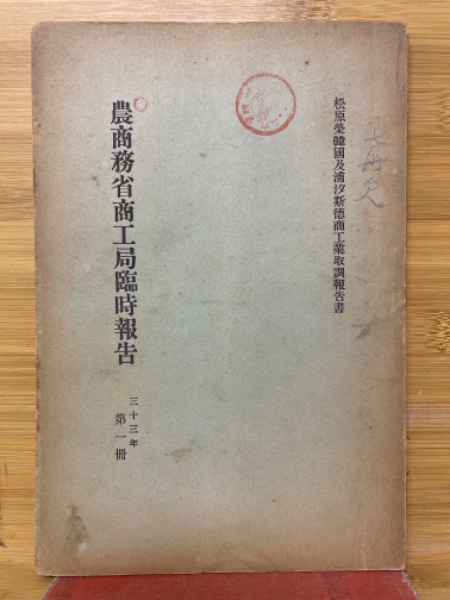 松原榮韓國及浦汐斯德商工業取調報告書
農商務省商工局臨時報告
三十三年
第一冊